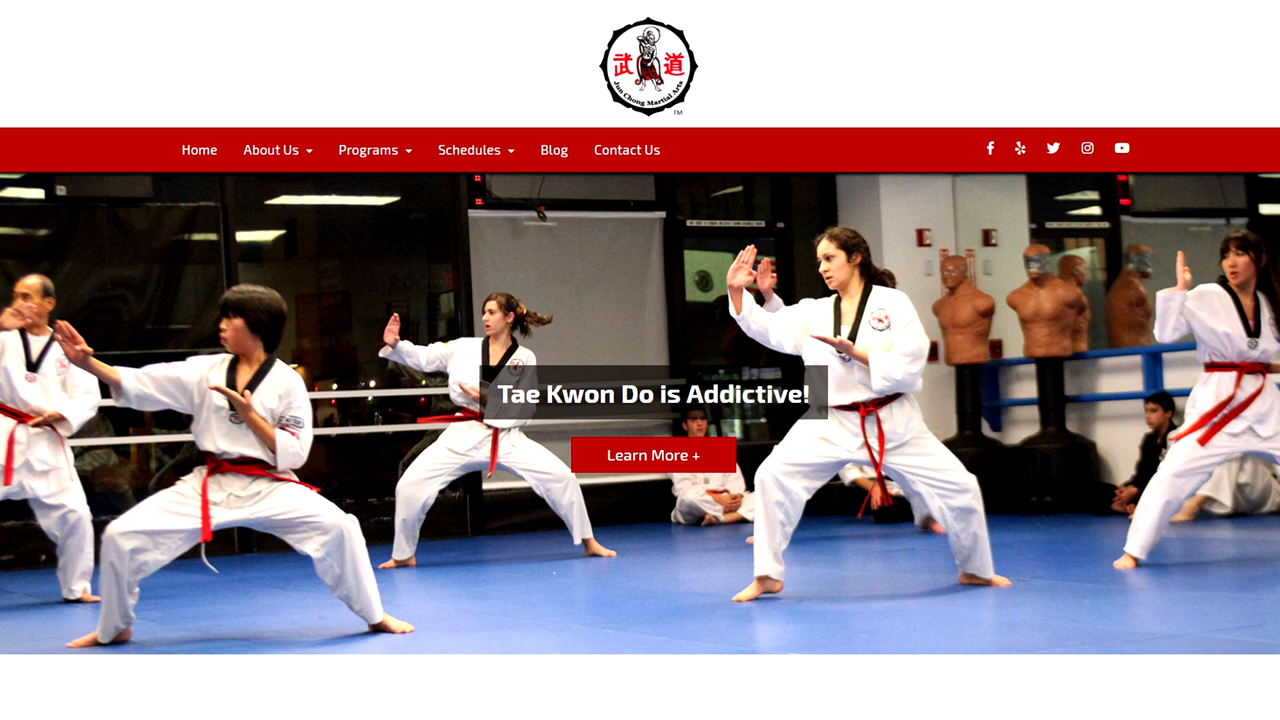 武道
Jun Chong Martial Arts
TM
Home
About Us
Programs
Schedules
Blog
Contact Us
Tae Kwon Do is Addictive!
Learn More +